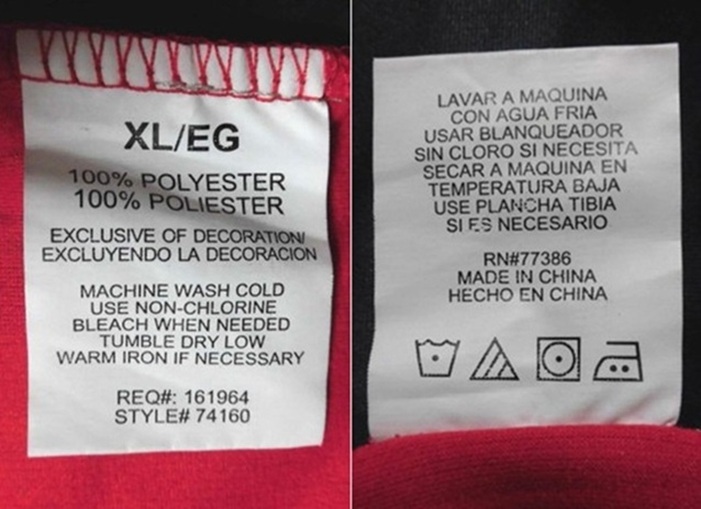 XL/EG
100% POLYESTER
100% POLIESTER
EXCLUSIVE OF DECORATION/
EXCLUYENDO LA DECORACION
MACHINE WASH COLD
USE NON-CHLORINE
BLEACH WHEN NEEDED
TUMBLE DRY LOW
WARM IRON IF NECESSARY
REQ#: 161964
STYLE# 74160
LAVAR A MAQUINA
CON AGUA FRIA
USAR BLANQUEADOR
SIN CLORO SI NECESITA
SECAR A MAQUINA EN
TEMPERATURA BAJA
USE PLANCHA TIBIA
SI ES NECESARIO
RN#77386
MADE IN CHINA
HECHO EN CHINA